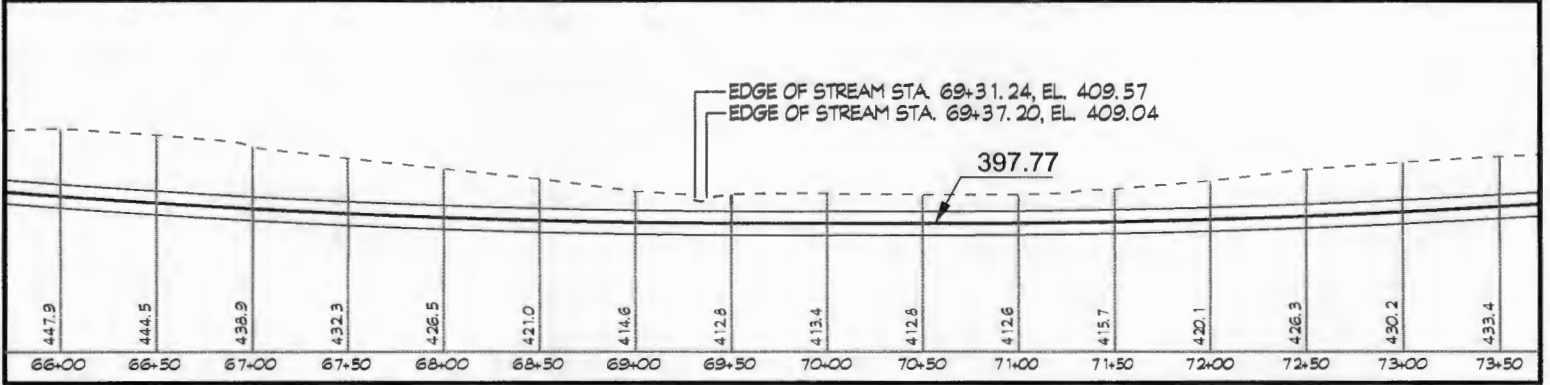 EDGE OF STREAM STA. 69+31.24, EL. 409.57
EDGE OF STREAM STA. 69+37.20, EL. 409.04
397.77
447.9 444.5 438.9 432.3 426.5 421.0 414.6 412.8 413.4 412.8 412.6 415.7 420.1 426.3 430.2 433.4
66+00 66+50 67+00 67+50 68+00 68+50 69+00 69+50 70+00 70+50 71+00 71+50 72+00 72+50 73+00 73+50